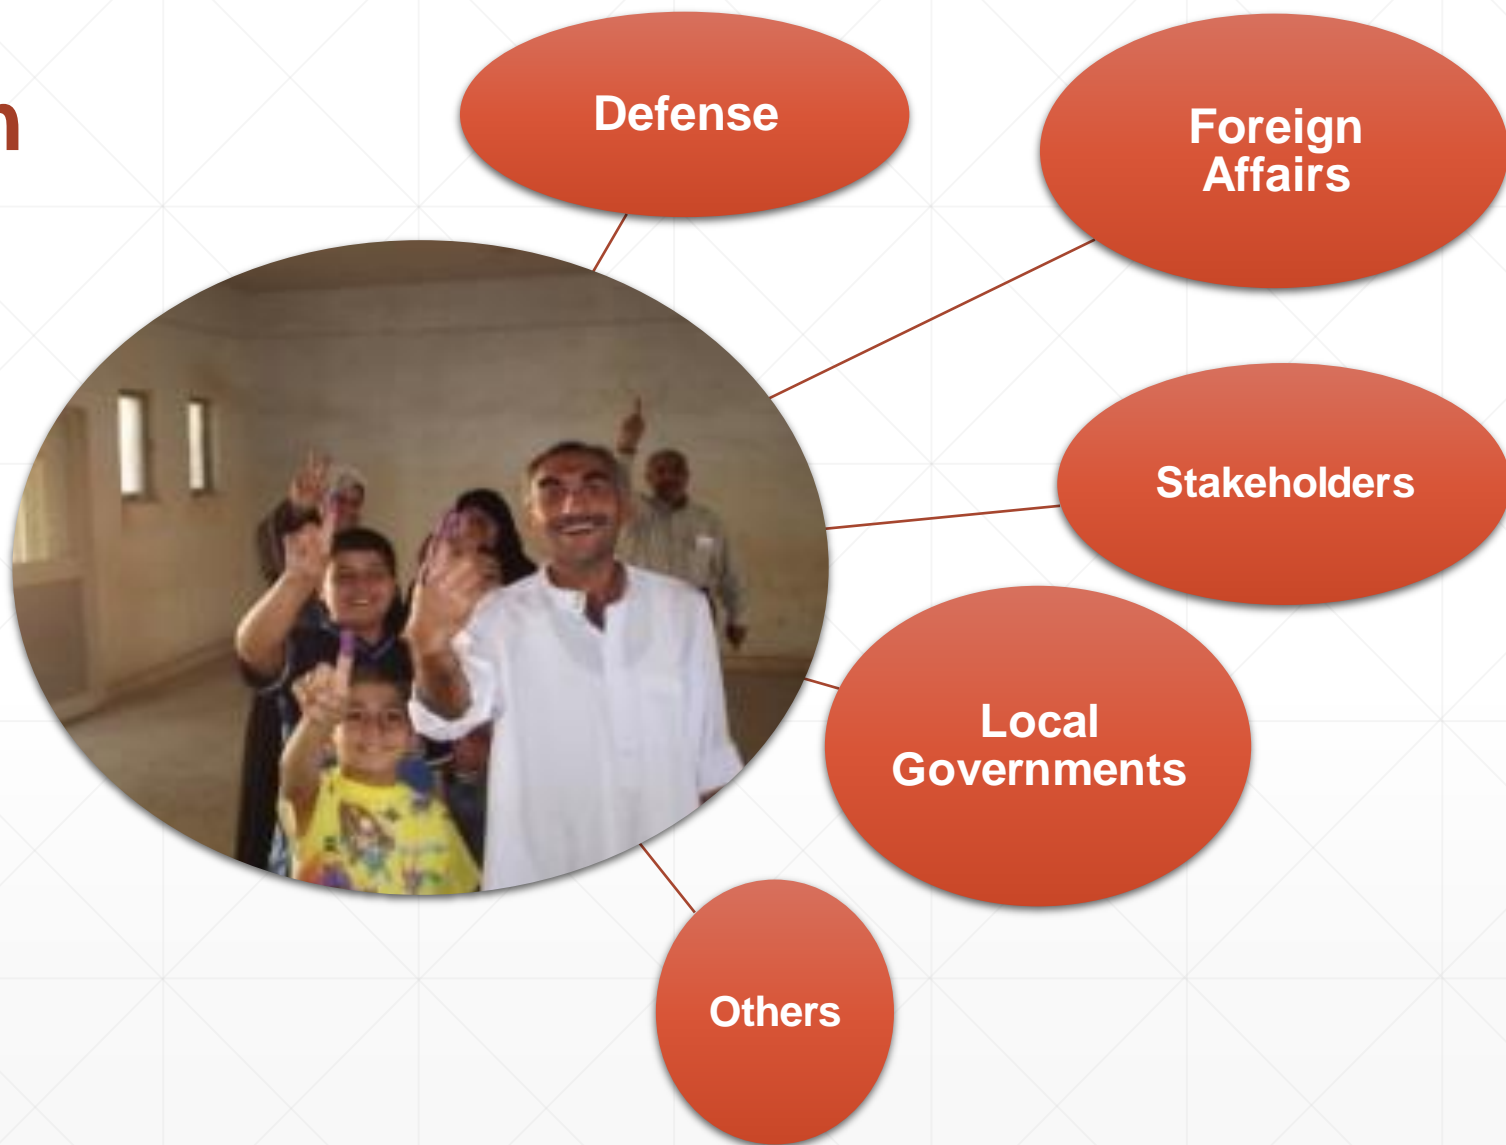 n
Defense
Foreign
Affairs
Stakeholders
Local
Governments
Others